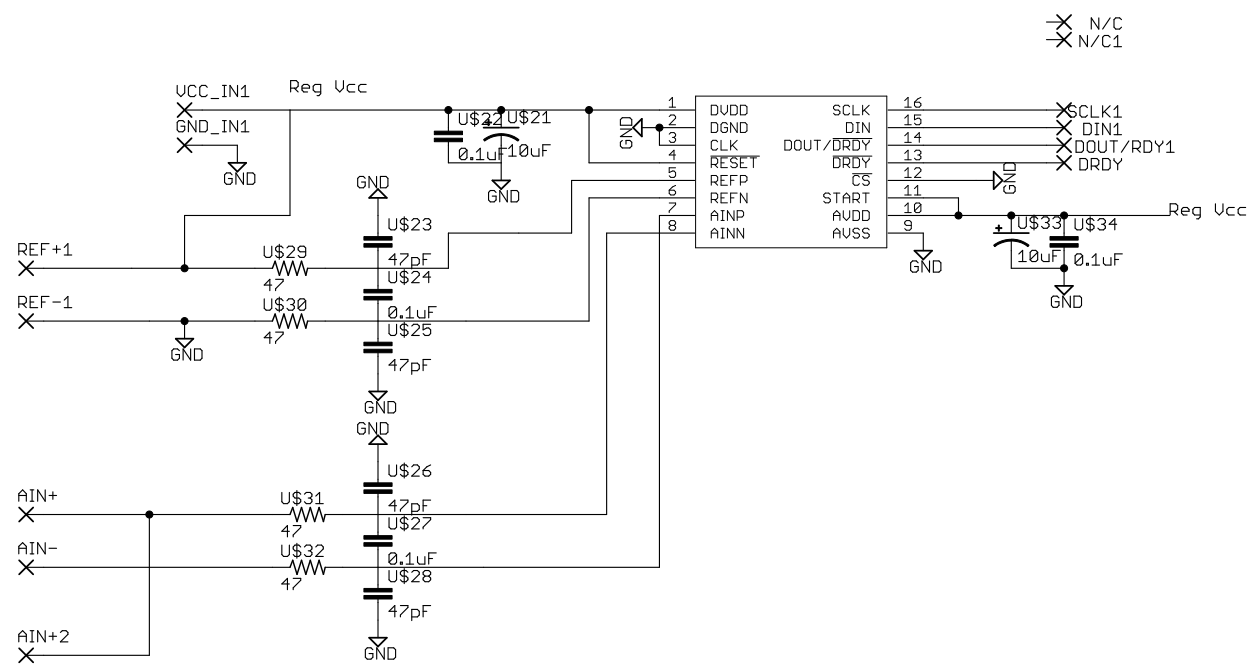 N/C
N/C1
VCC_IN1
Reg Vcc
GND_IN1
GND
U$22
0.1uF
U$21
10uF
GND
GND
1
2
3
4
5
6
7
8
DVDD
DGND
CLK
RESET
REFP
REFN
AINP
AINN
SCLK
DIN
DOUT/DRDY
DRDY
CS
START
AVDD
AVSS
16
15
14
13
12
11
10
9
SCLK1
DIN1
DOUT/RDY1
DRDY
GND
Reg Vcc
U$33
10uF
U$34
0.1uF
GND
GND
GND
U$23
47pF
REF+1
U$29
47
U$24
0.1uF
REF-1
U$30
47
GND
U$25
47pF
GND
GND
U$26
47pF
AIN+
U$31
47
U$27
0.1uF
AIN-
U$32
47
U$28
47pF
GND
AIN+2